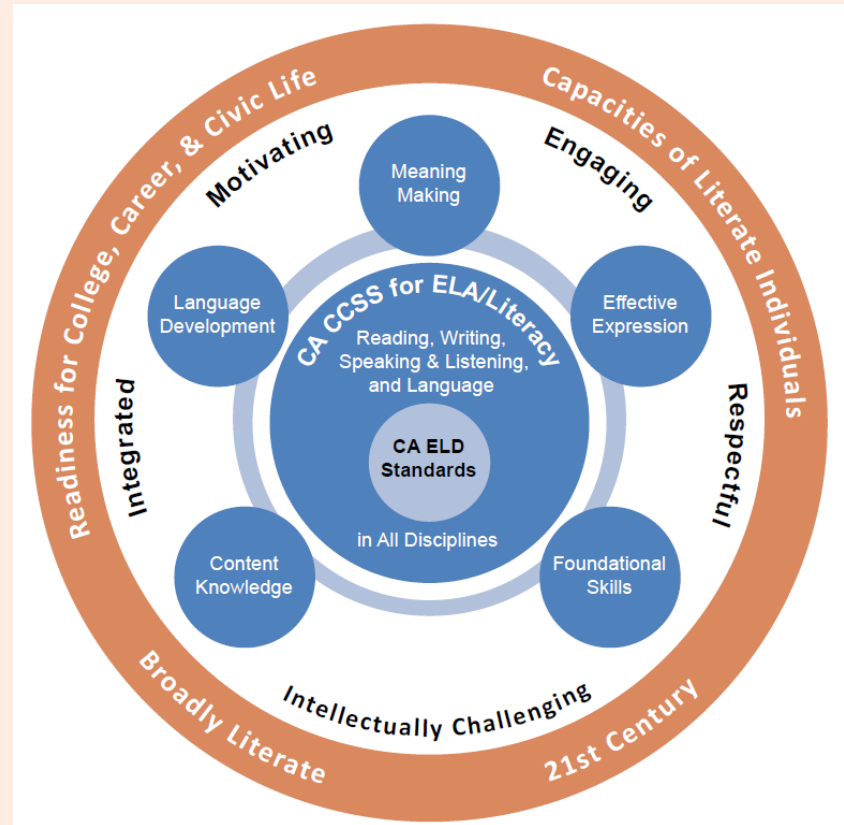 Readiness for College, Career, & Civic Life
Capacities of Literate Individuals
Motivating
Engaging
Meaning
Making
Language
Development
Effective
Expression
CA CCSS for ELA/Literacy
Reading, Writing,
Speaking & Listening,
and Language
CA ELD
Standards
in All Disciplines
Integrated
Respectful
Content
Knowledge
Foundational
Skills
Intellectually Challenging
Broadly Literate
21st Century